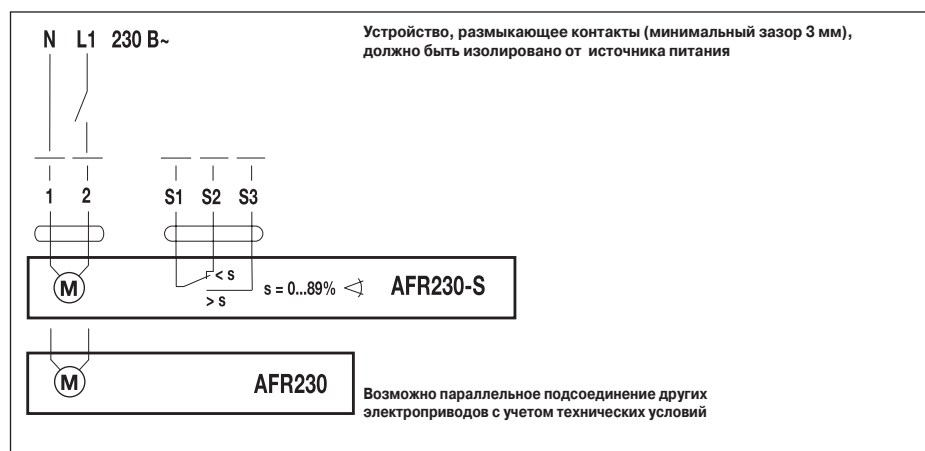 N L1 230 В~
Устройство, размыкающее контакты (минимальный зазор 3 мм),
должно быть изолировано от источника питания
1 2 S1 S2 S3
M < s
> s
s = 0...89% AFR230-S
M AFR230
Возможно параллельное подсоединение других
электроприводов с учетом технических условий